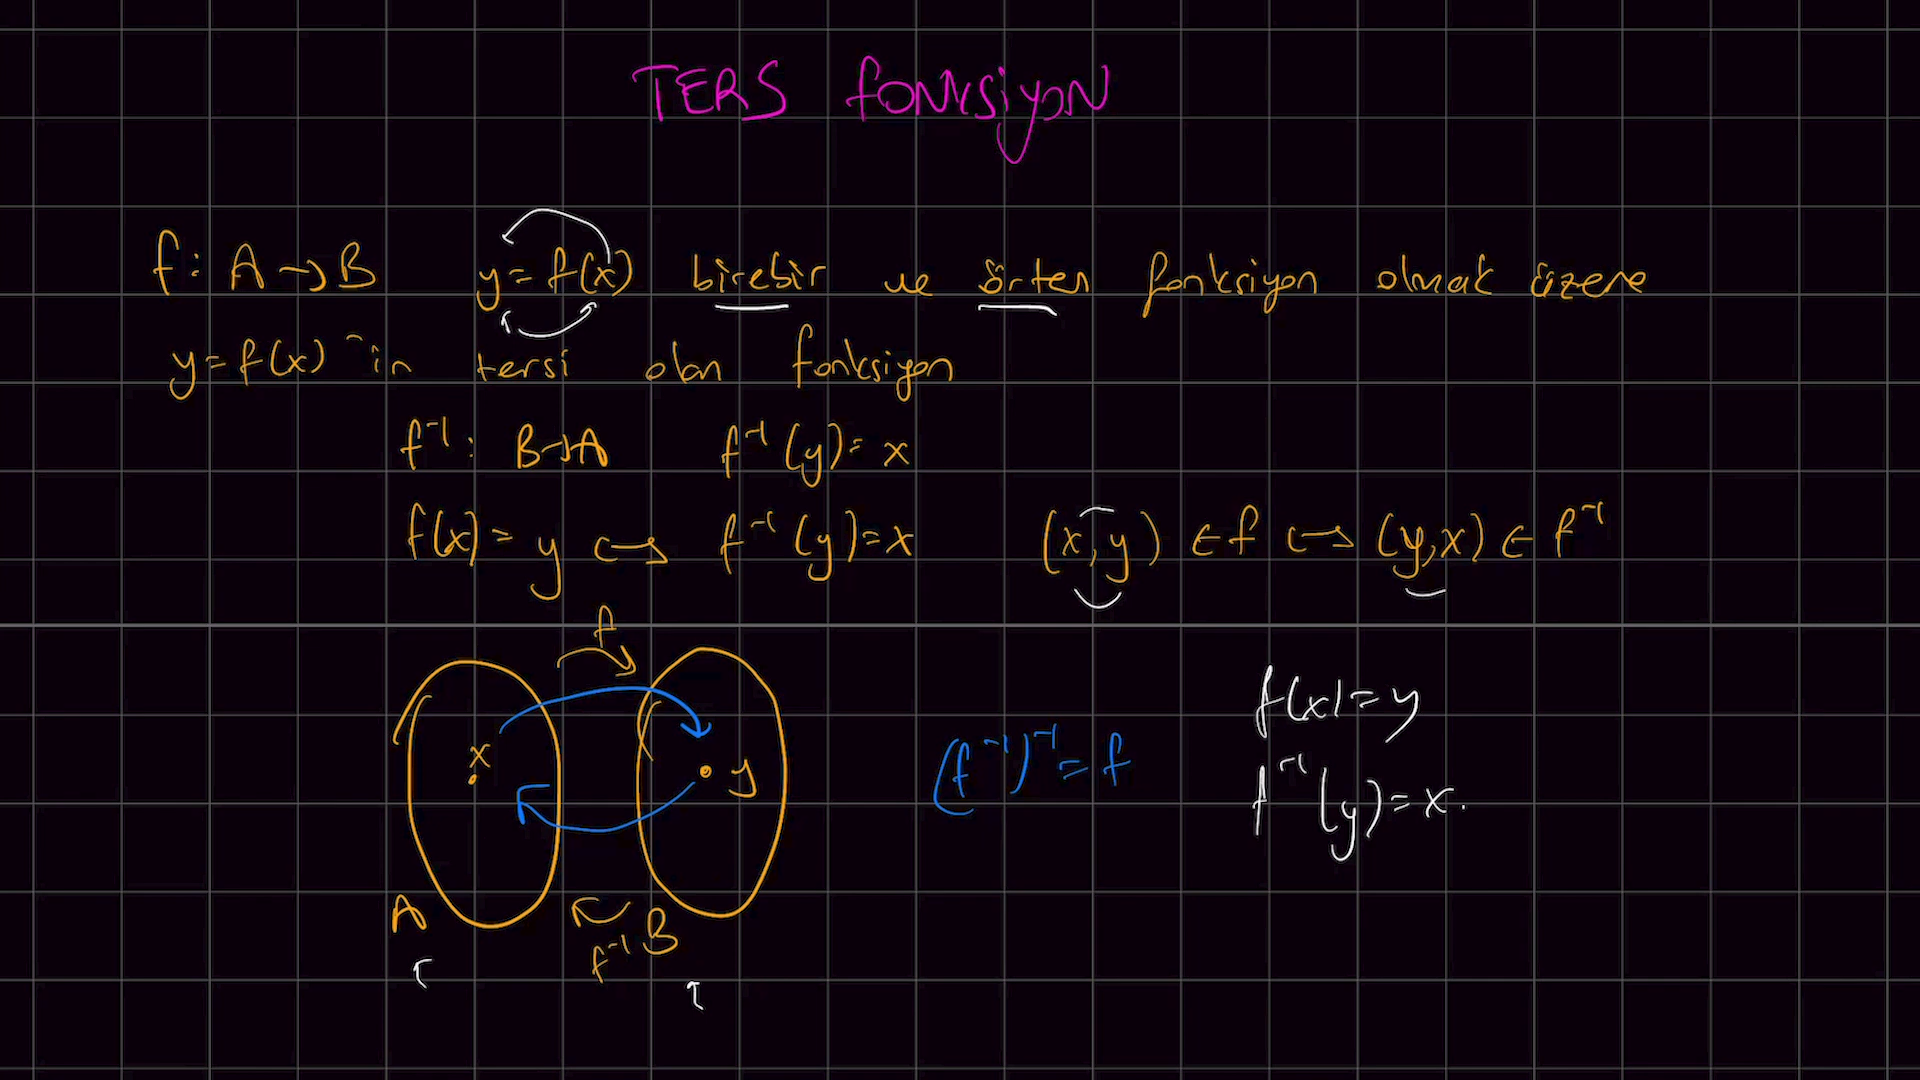 TERS fonksiyon
f: A→B y=f(x) birebir ve örten fonksiyon olmak üzere
y=f(x) in tersi olan fonksiyon
f⁻¹: B→A f⁻¹(y)=x
f(x)=y ↔ f⁻¹(y)=x (x,y) ∈ f ↔ (y,x) ∈ f⁻¹
f
x
y
(f⁻¹)⁻¹=f
f(x)=y
f⁻¹(y)=x.
A
f⁻¹
B